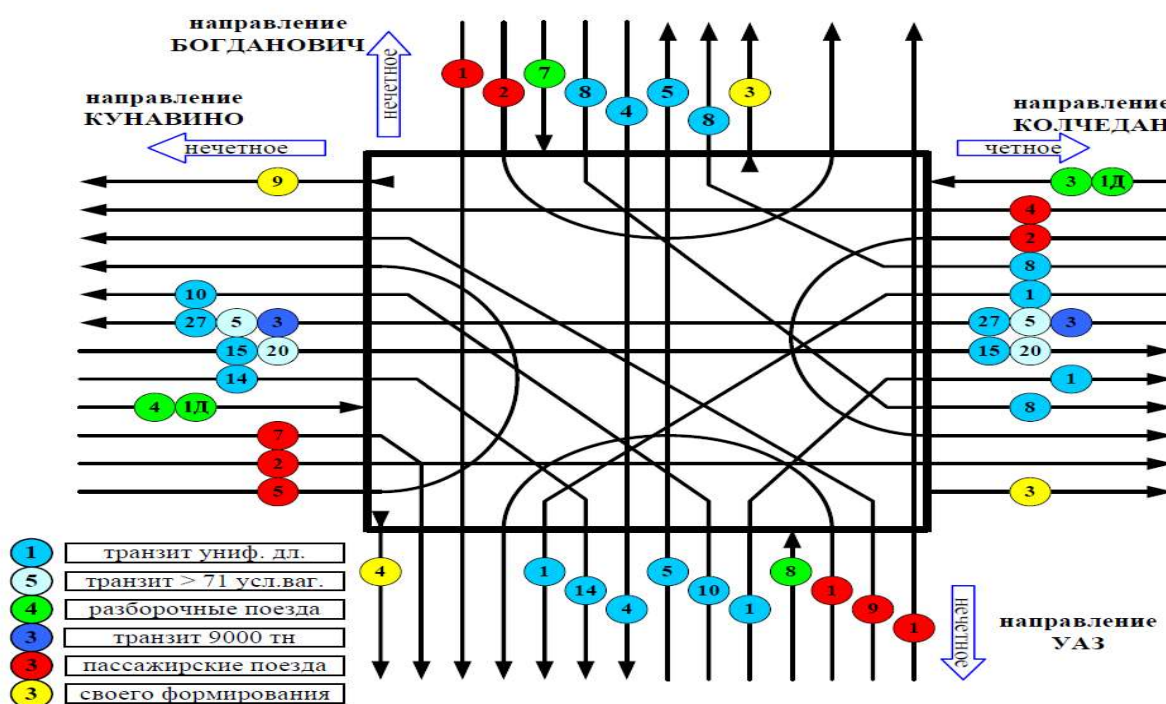 направление
БОГДАНОВИЧ
нечетное
1
2
7
8
4
5
8
3
направление
КУНАВИНО
нечетное
направление
КОЛЧЕДАН
четное
9
3 1Д
4
2
8
10
1
27 5 3
27 5 3
15 20
15 20
14
1
4 1Д
8
7
2
5
3
1 транзит униф. дл.
5 транзит > 71 усл.ваг.
4 разборочные поезда
3 транзит 9000 тн
3 пассажирские поезда
3 своего формирования
4
1
14
4
5
10
1
8
1
9
1
нечетное
направление
УАЗ